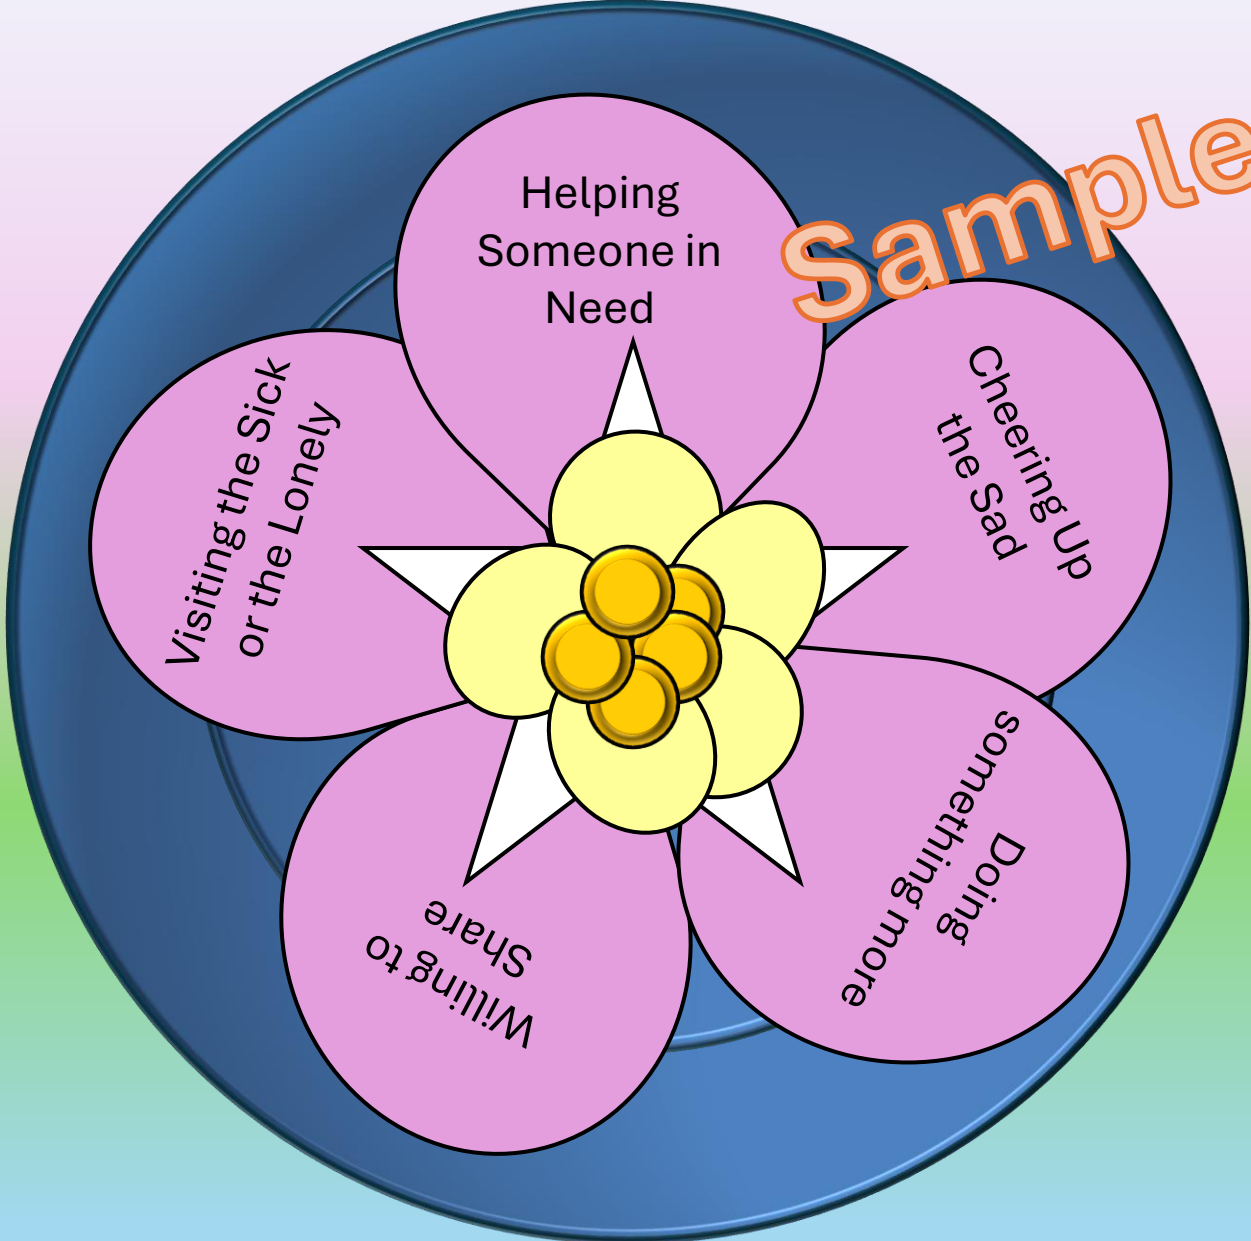 Helping
Someone in
Need
Sample
Cheering Up
the Sad
Doing
something more
Willing to
Share
Visiting the Sick
or the Lonely